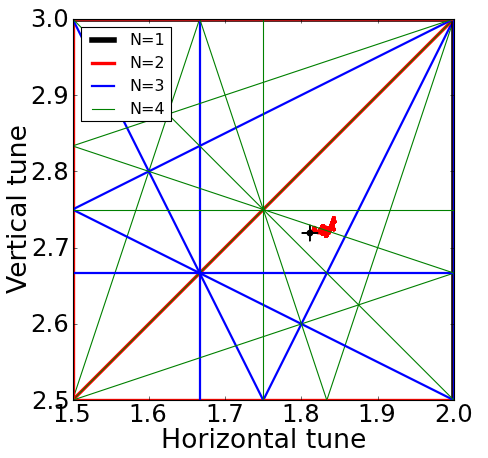 3.0
2.9
2.8
2.7
2.6
2.5
Vertical tune
N=1
N=2
N=3
N=4
1.5 1.6 1.7 1.8 1.9 2.0
Horizontal tune